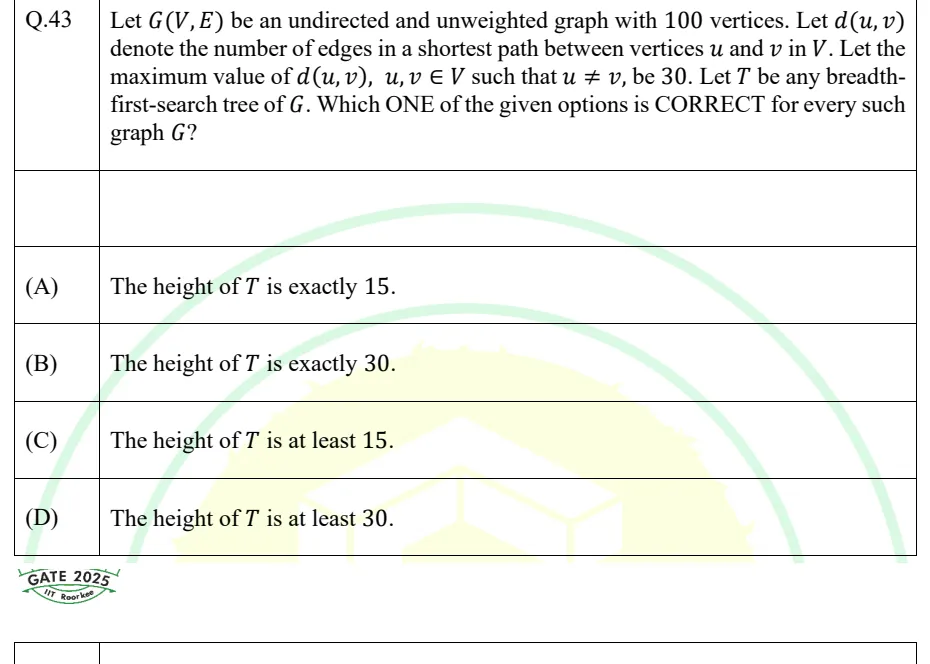 Q.43 Let G(V, E) be an undirected and unweighted graph with 100 vertices. Let d(u, v)
denote the number of edges in a shortest path between vertices u and v in V. Let the
maximum value of d(u, v), u, v ∈ V such that u ≠ v, be 30. Let T be any breadth-
first-search tree of G. Which ONE of the given options is CORRECT for every such
graph G?
(A) The height of T is exactly 15.
(B) The height of T is exactly 30.
(C) The height of T is at least 15.
(D) The height of T is at least 30.
GATE 2025
IIT Roorkee